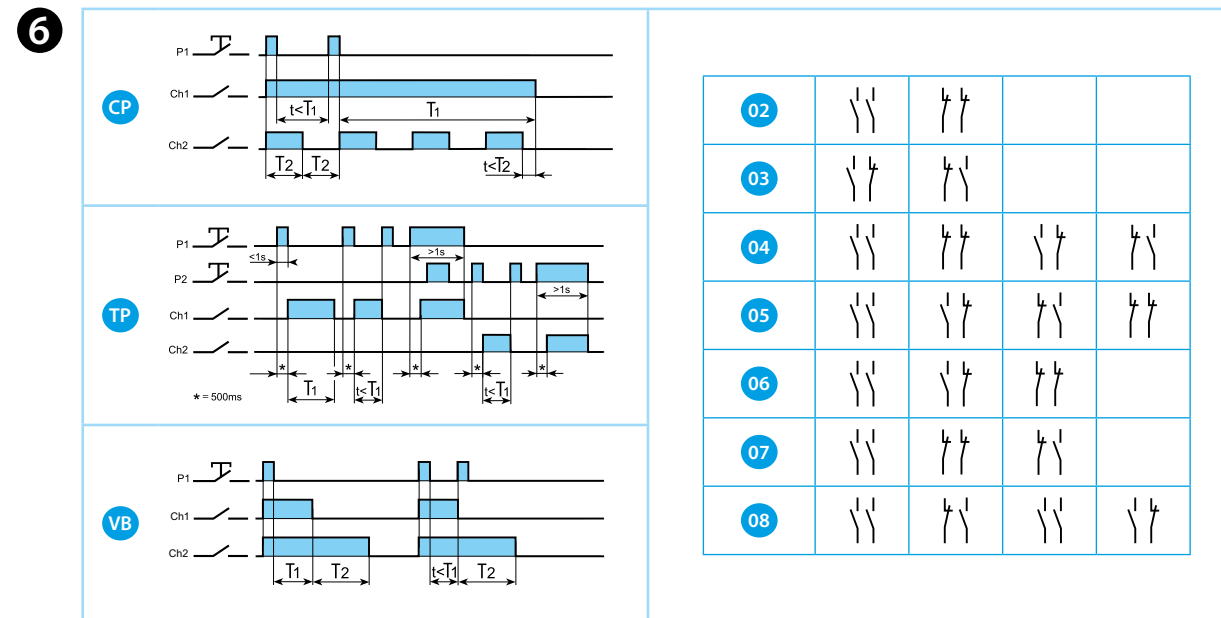 6
CP
P1
Ch1
t<T1
T1
Ch2
T2
T2
t<T2
TP
P1
<1s
>1s
P2
>1s
Ch1
Ch2
*
*
*
*
*
T1
t<T1
t<T1
* = 500ms
VB
P1
Ch1
Ch2
T1
T2
t<T1
T2
02
03
04
05
06
07
08